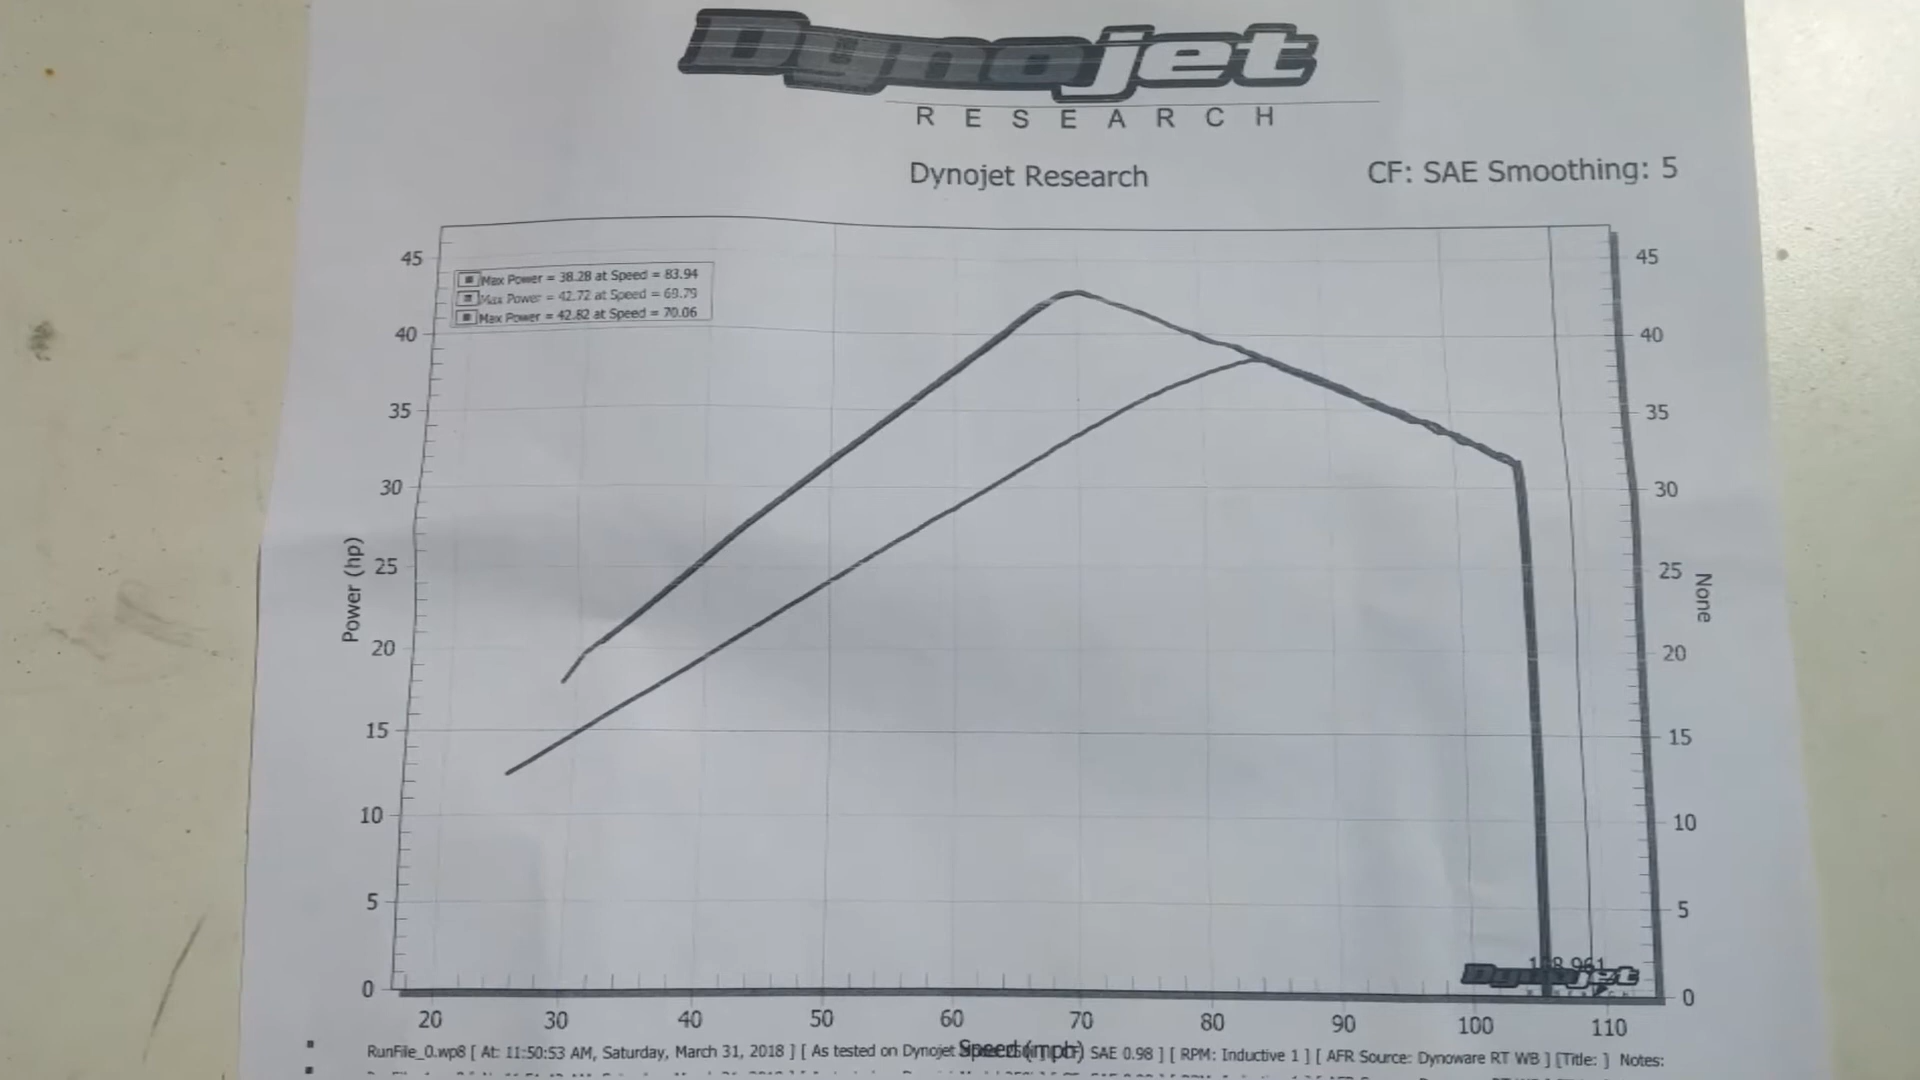 Dynojet
RESEARCH
Dynojet Research
CF: SAE Smoothing: 5
Max Power = 38.28 at Speed = 83.94
Max Power = 42.72 at Speed = 69.79
Max Power = 42.82 at Speed = 70.06
45
40
35
30
25
20
15
10
5
0
Power (hp)
45
40
35
30
25
20
15
10
5
0
None
Dynojet
20 30 40 50 60 70 80 90 100 110
Speed (mph)
RunFile_0.wp8 [ At: 11:50:53 AM, Saturday, March 31, 2018 ] [ As tested on Dynojet SAE 0.98 ] [ RPM: Inductive 1 ] [ AFR Source: Dynoware RT WB ] [Title: ] Notes: